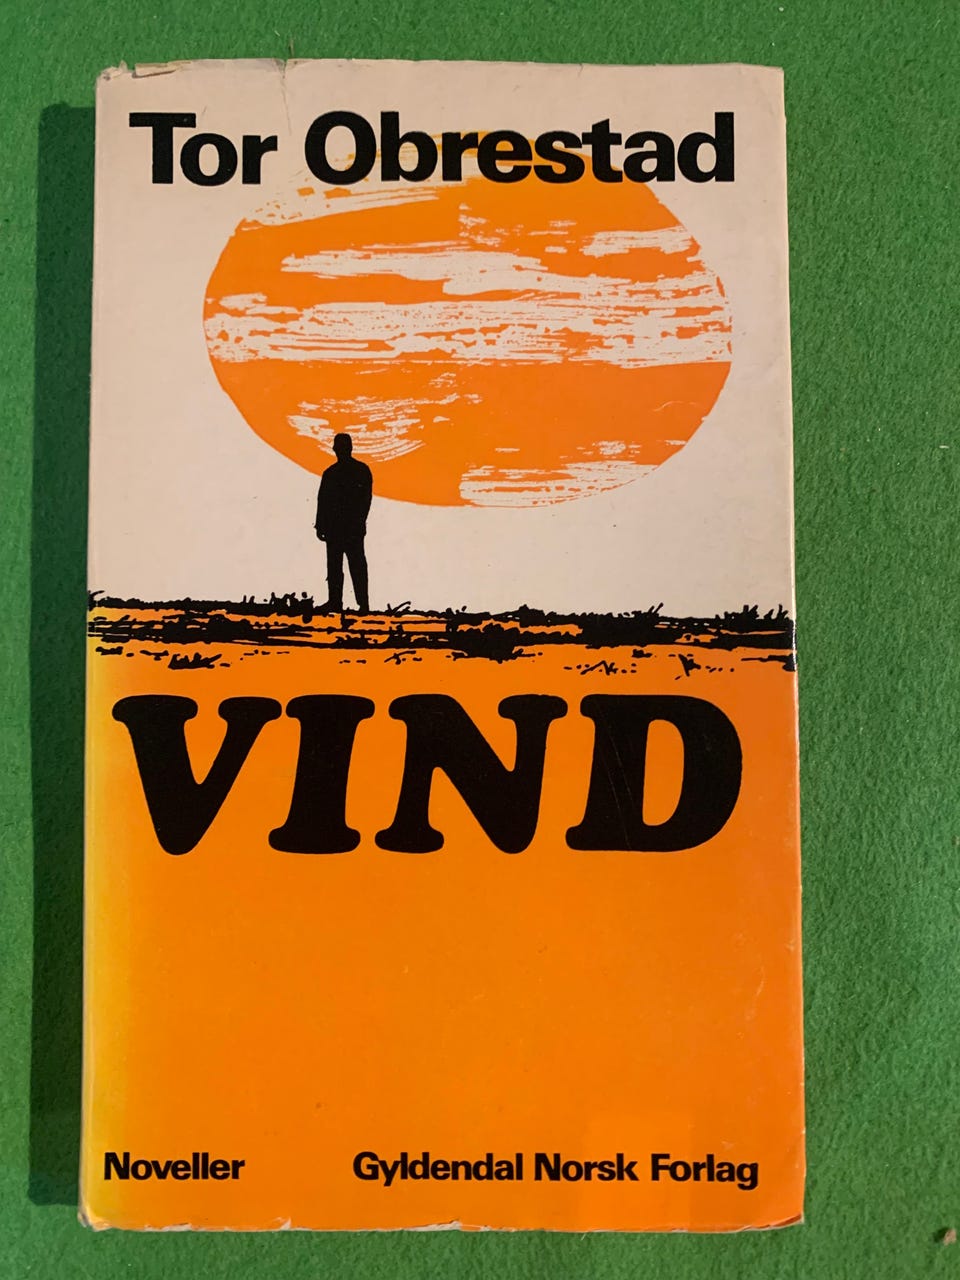 Tor Obrestad
VIND
Noveller Gyldendal Norsk Forlag